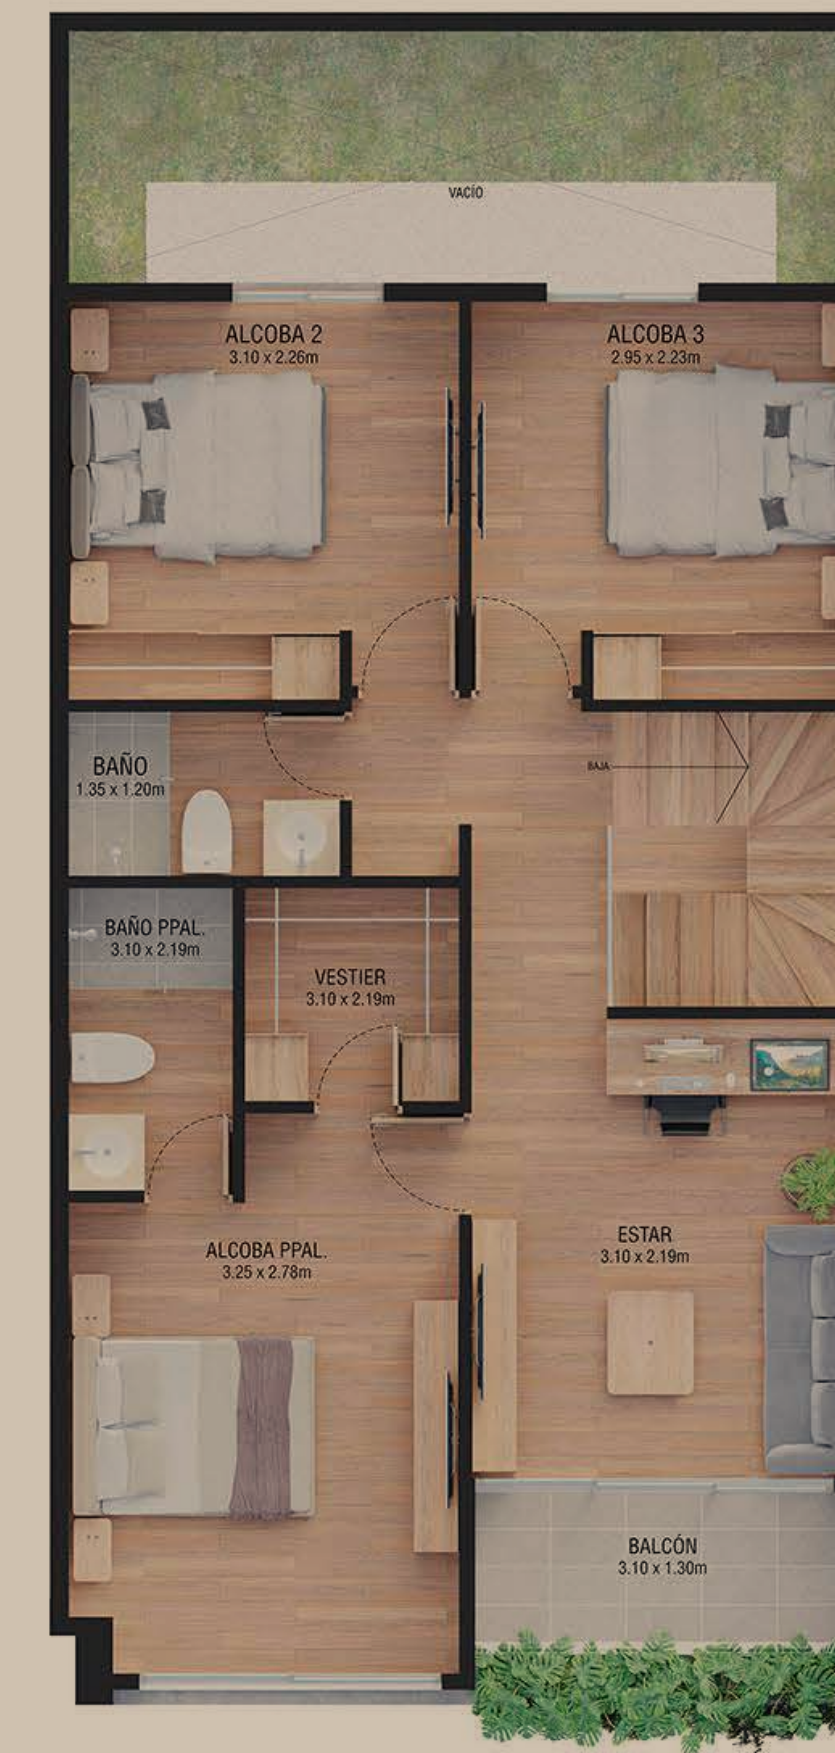 VACÍO
ALCOBA 2
3.10 x 2.26m
ALCOBA 3
2.95 x 2.23m
BAÑO
1.35 x 1.20m
BAJA
BAÑO PPAL.
3.10 x 2.19m
VESTIER
3.10 x 2.19m
ALCOBA PPAL.
3.25 x 2.78m
ESTAR
3.10 x 2.19m
BALCÓN
3.10 x 1.30m